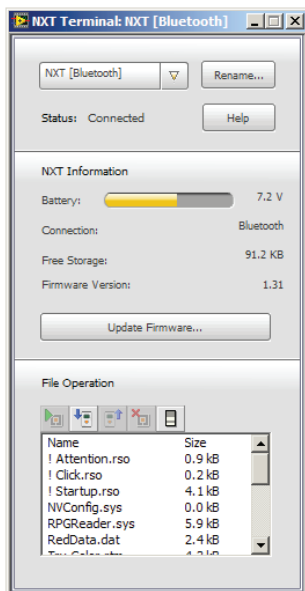 NXT Terminal: NXT [Bluetooth]
NXT [Bluetooth] Rename...
Status: Connected Help
NXT Information
Battery: 7.2 V
Connection: Bluetooth
Free Storage: 91.2 KB
Firmware Version: 1.31
Update Firmware...
File Operation
Name Size
! Attention.rso 0.9 kB
! Click.rso 0.2 kB
! Startup.rso 4.1 kB
NVConfig.sys 0.0 kB
RPGReader.sys 5.9 kB
RedData.dat 2.4 kB